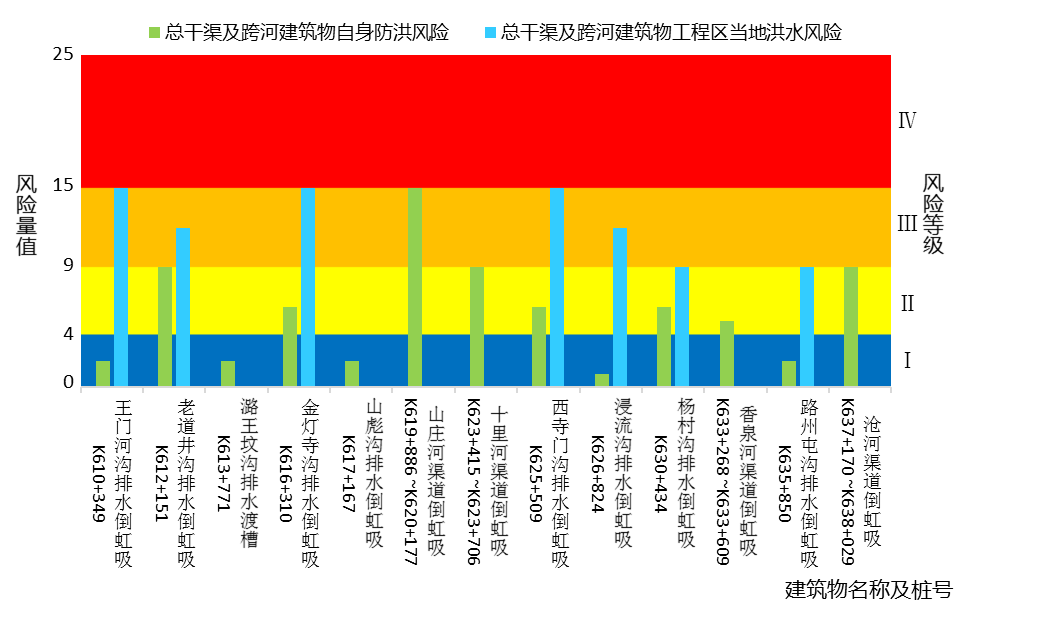 总干渠及跨河建筑物自身防洪风险
总干渠及跨河建筑物工程区当地洪水风险
25
15
9
4
0
风险量值
Ⅳ
Ⅲ
Ⅱ
Ⅰ
风险等级
王门河沟排水倒虹吸
K610+349
老道井沟排水倒虹吸
K612+151
潞王坟沟排水渡槽
K613+771
金灯寺沟排水倒虹吸
K616+310
山彪沟排水倒虹吸
K617+167
山庄河渠道倒虹吸
K619+886~K620+177
十里河渠道倒虹吸
K623+415~K623+706
西寺门沟排水倒虹吸
K625+509
浸流沟排水倒虹吸
K626+824
杨村沟排水倒虹吸
K630+434
香泉河渠道倒虹吸
K633+268~K633+609
路州屯沟排水倒虹吸
K635+850
沧河渠道倒虹吸
K637+170~K638+029
建筑物名称及桩号